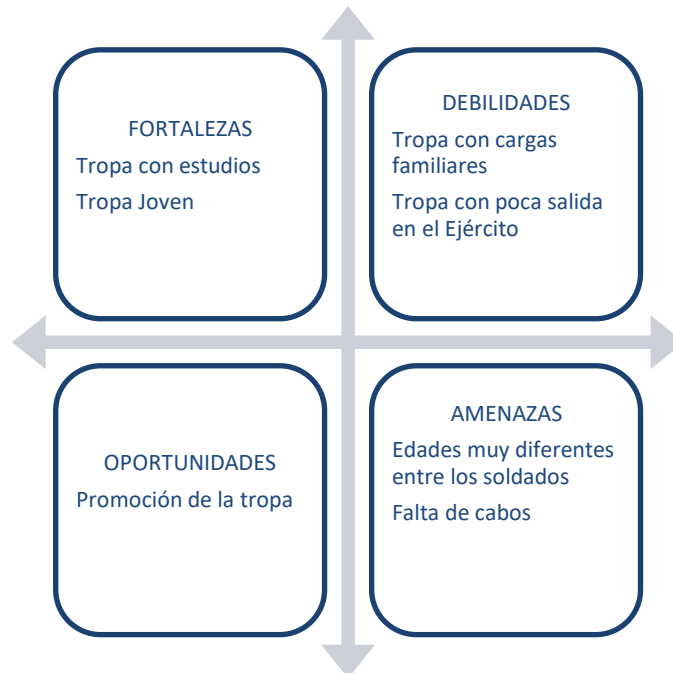 FORTALEZAS
Tropa con estudios
Tropa Joven
DEBILIDADES
Tropa con cargas
familiares
Tropa con poca salida
en el Ejército
OPORTUNIDADES
Promoción de la tropa
AMENAZAS
Edades muy diferentes
entre los soldados
Falta de cabos